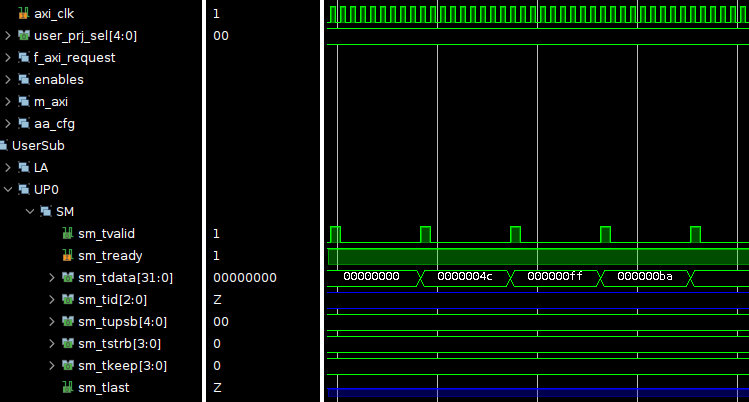 axi_clk 1
user_prj_sel[4:0] 00
f_axi_request
enables
m_axi
aa_cfg
UserSub
LA
UP0
SM
sm_tvalid 1
sm_tready 1
sm_tdata[31:0] 00000000 00000000 0000004c 000000ff 000000ba
sm_tid[2:0] Z
sm_tupsb[4:0] 00
sm_tstrb[3:0] 0
sm_tkeep[3:0] 0
sm_tlast Z